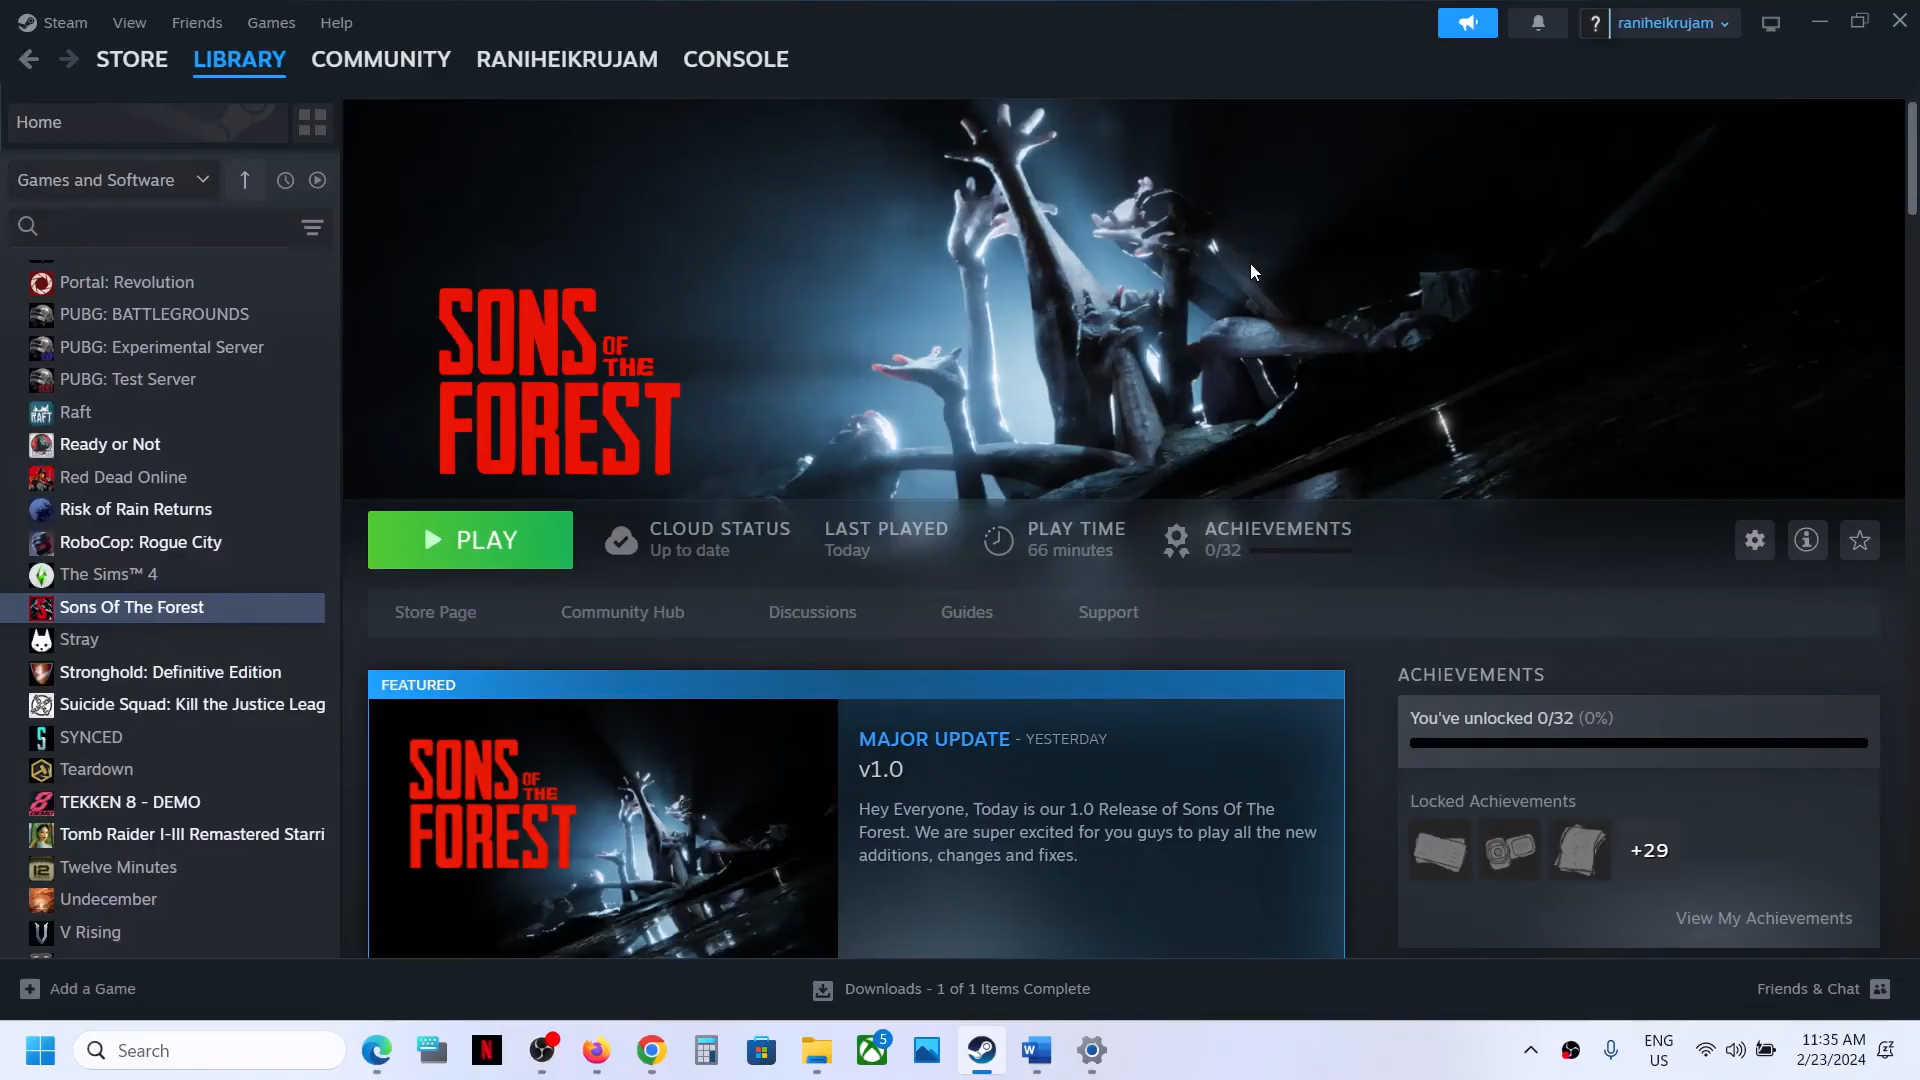 Steam View Friends Games Help
? raniheikrujam
STORE LIBRARY COMMUNITY RANIHEIKRUJAM CONSOLE
Home
Games and Software
Portal: Revolution
PUBG: BATTLEGROUNDS
PUBG: Experimental Server
PUBG: Test Server
Raft
Ready or Not
Red Dead Online
Risk of Rain Returns
RoboCop: Rogue City
The Sims™ 4
Sons Of The Forest
Stray
Stronghold: Definitive Edition
Suicide Squad: Kill the Justice Leag
SYNCED
Teardown
TEKKEN 8 - DEMO
Tomb Raider I-III Remastered Starri
Twelve Minutes
Undecember
V Rising
SONS OF THE
FOREST
PLAY
CLOUD STATUS
Up to date
LAST PLAYED
Today
PLAY TIME
66 minutes
ACHIEVEMENTS
0/32
Store Page Community Hub Discussions Guides Support
FEATURED
SONS OF THE
FOREST
MAJOR UPDATE - YESTERDAY
v1.0
Hey Everyone, Today is our 1.0 Release of Sons Of The
Forest. We are super excited for you guys to play all the new
additions, changes and fixes.
ACHIEVEMENTS
You've unlocked 0/32 (0%)
Locked Achievements
+29
View My Achievements
Add a Game
Downloads - 1 of 1 Items Complete
Friends & Chat
Search
5
ENG
US
11:35 AM
2/23/2024